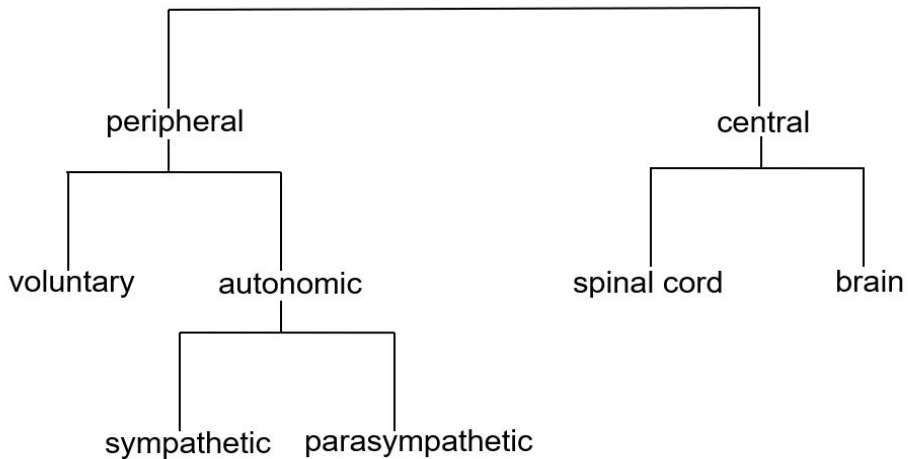 peripheral
central
voluntary
autonomic
spinal cord
brain
sympathetic
parasympathetic